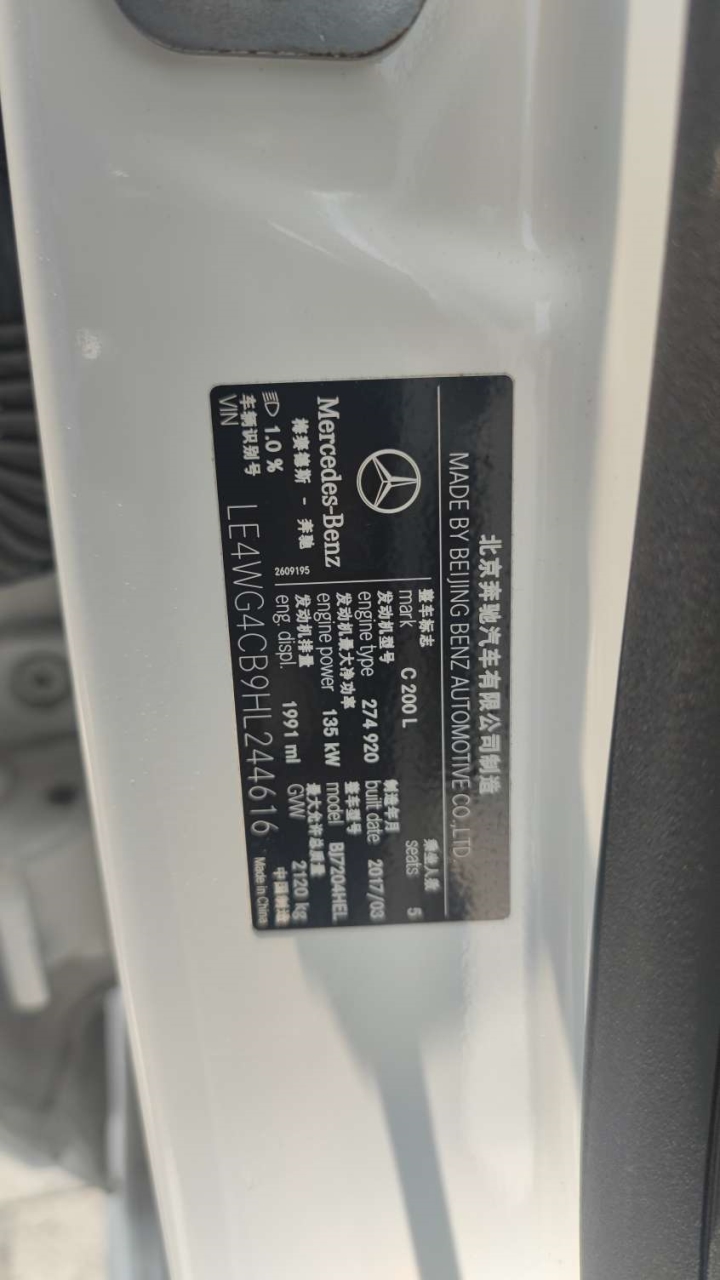 北京奔驰汽车有限公司制造
MADE BY BEIJING BENZ AUTOMOTIVE CO.,LTD.
Mercedes-Benz
梅赛德斯 - 奔驰
2609195
整车标志
mark C 200 L
乘坐人数
seats 5
发动机型号
engine type 274 920
制造年月
built date 2017/03
发动机最大净功率
engine power 135 kW
整车型号
model BJ7204HEL
发动机排量
eng. displ. 1991 ml
最大允许总质量
GVW 2120 kg
1.0 %
车辆识别号
VIN LE4WG4CB9HL244616
中国制造
Made in China